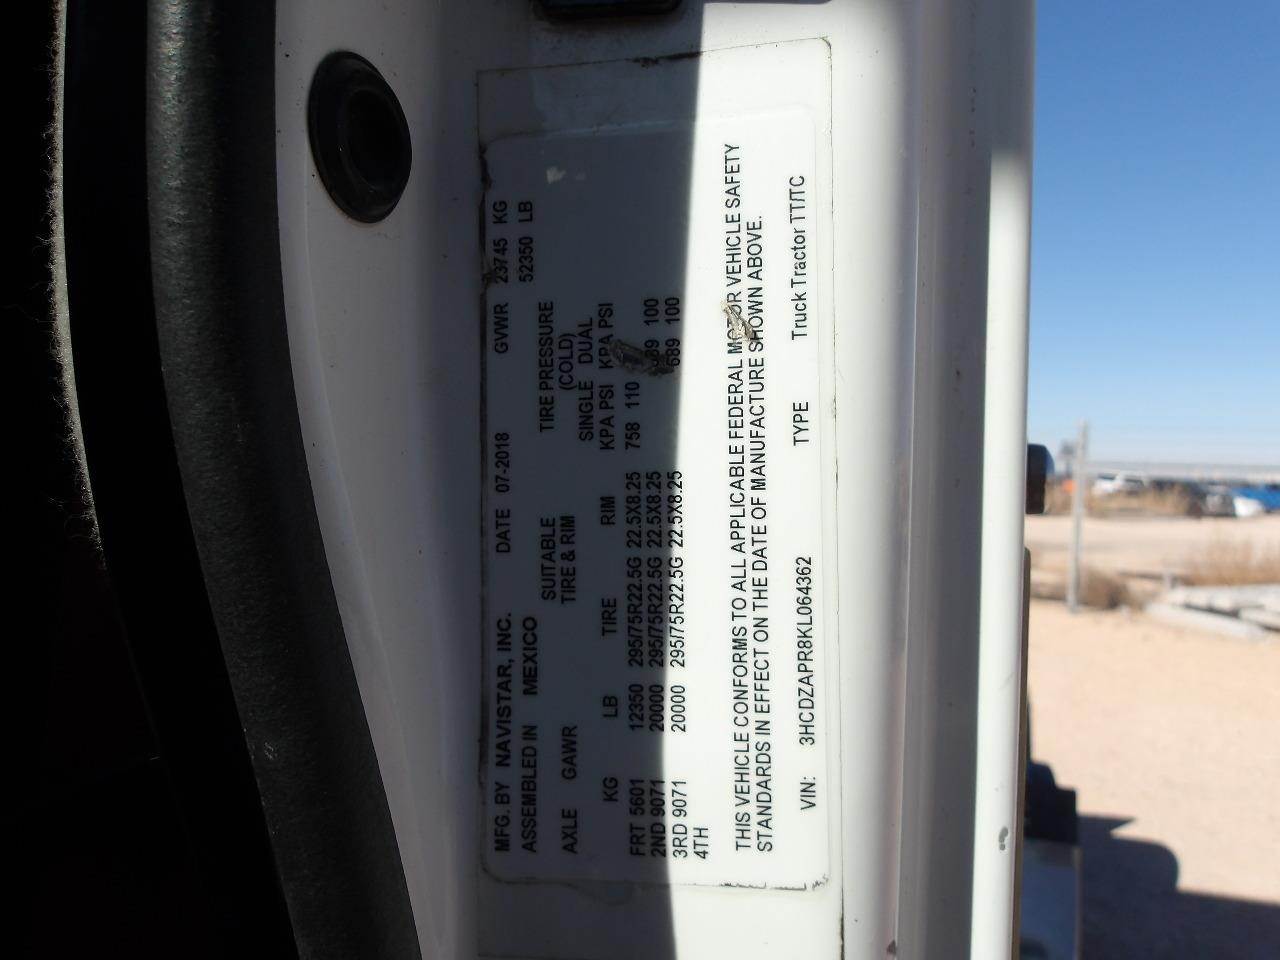 MFG. BY NAVISTAR, INC. DATE 07-2018 GVWR 23745 KG
ASSEMBLED IN MEXICO 52350 LB
SUITABLE TIRE PRESSURE
AXLE GAWR TIRE & RIM (COLD)
SINGLE DUAL
KG LB TIRE RIM KPA PSI KPA PSI
FRT 5601 12350 295/75R22.5G 22.5X8.25 758 110
2ND 9071 20000 295/75R22.5G 22.5X8.25 689 100
3RD 9071 20000 295/75R22.5G 22.5X8.25 689 100
4TH
THIS VEHICLE CONFORMS TO ALL APPLICABLE FEDERAL MOTOR VEHICLE SAFETY
STANDARDS IN EFFECT ON THE DATE OF MANUFACTURE SHOWN ABOVE.
VIN: 3HCDZAPR8KL064362 TYPE Truck Tractor TT/TC